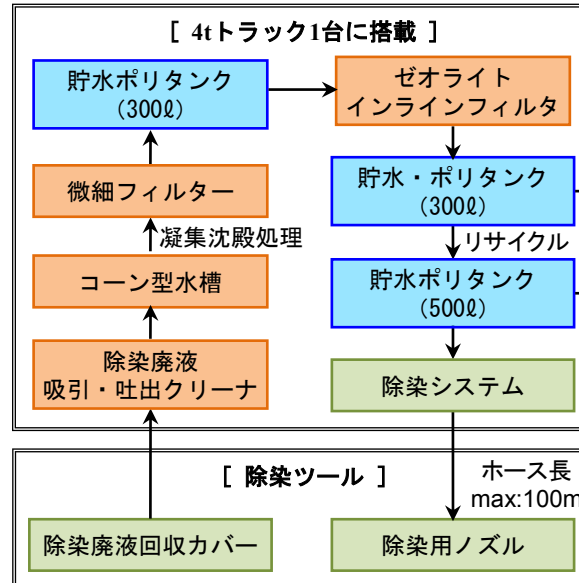 [ 4tトラック1台に搭載 ]
貯水ポリタンク
(300ℓ)
微細フィルター
凝集沈殿処理
コーン型水槽
除染廃液
吸引・吐出クリーナ
ゼオライト
インラインフィルタ
貯水・ポリタンク
(300ℓ)
リサイクル
貯水ポリタンク
(500ℓ)
除染システム
[ 除染ツール ]
ホース長
max:100m
除染廃液回収カバー
除染用ノズル